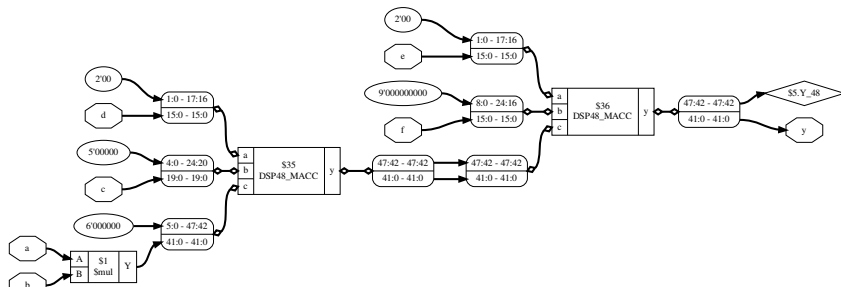 2'00
1:0 - 17:16
e
15:0 - 15:0
2'00
1:0 - 17:16
d
15:0 - 15:0
9'000000000
8:0 - 24:16
f
15:0 - 15:0
a
b
c
$36
DSP48_MACC
y
47:42 - 47:42
41:0 - 41:0
$5.Y_48
y
5'00000
4:0 - 24:20
c
19:0 - 19:0
a
b
c
$35
DSP48_MACC
y
47:42 - 47:42
41:0 - 41:0
47:42 - 47:42
41:0 - 41:0
6'000000
5:0 - 47:42
41:0 - 41:0
a
A
B
$1
$mul
Y